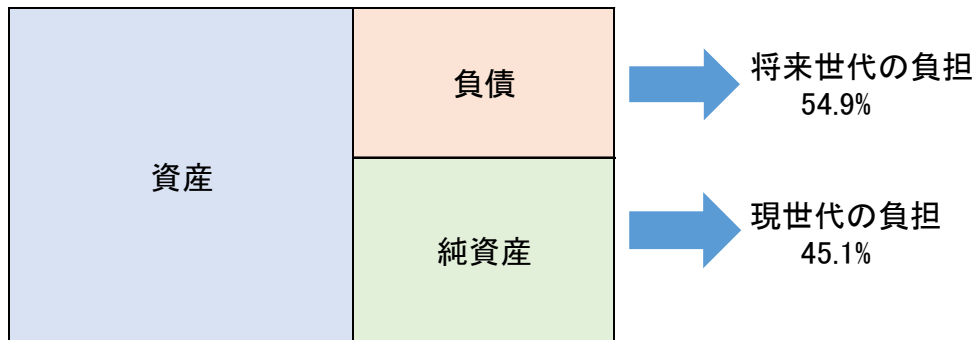 資産
負債
純資産
将来世代の負担
54.9%
現世代の負担
45.1%